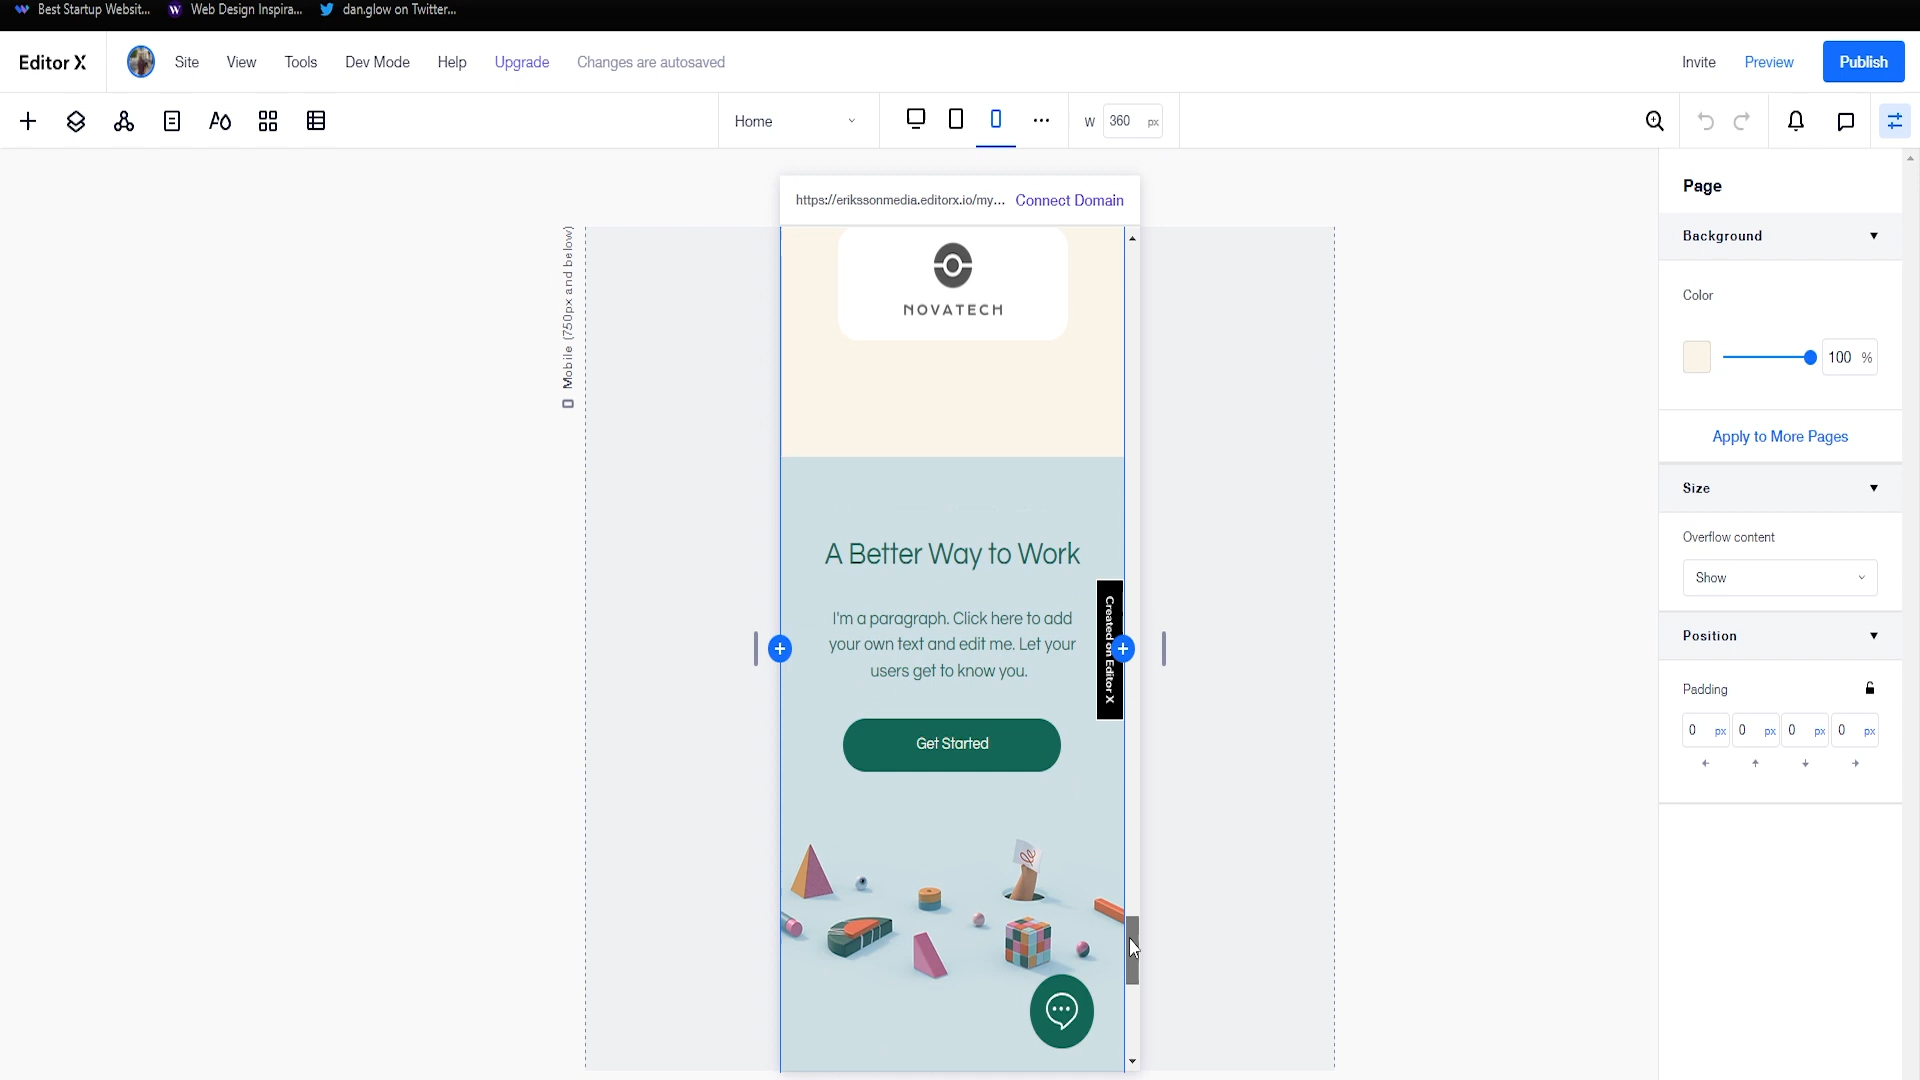 Best Startup Websit...
Web Design Inspira...
dan.glow on Twitter...
Editor X
Site
View
Tools
Dev Mode
Help
Upgrade
Changes are autosaved
Invite
Preview
Publish
Home
W 360 px
https://erikssonmedia.editorx.io/my...
Connect Domain
Mobile (750px and below)
NOVATECH
A Better Way to Work
I'm a paragraph. Click here to add
your own text and edit me. Let your
users get to know you.
Get Started
Created on Editor X
Page
Background
Color
100 %
Apply to More Pages
Size
Overflow content
Show
Position
Padding
0 px 0 px 0 px 0 px